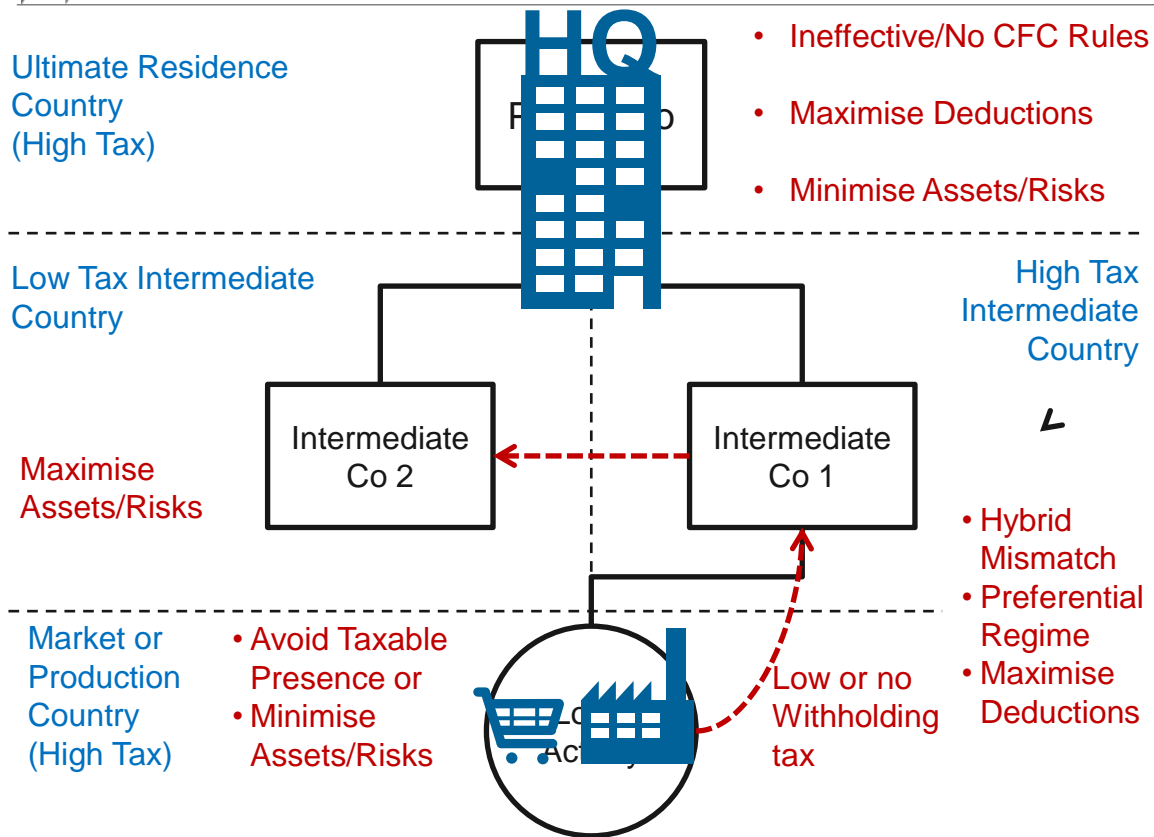 HQ
Ultimate Residence
Country
(High Tax)
• Ineffective/No CFC Rules
• Maximise Deductions
• Minimise Assets/Risks
Low Tax Intermediate
Country
High Tax
Intermediate
Country
Intermediate
Co 2
Intermediate
Co 1
Maximise
Assets/Risks
• Hybrid
Mismatch
• Preferential
Regime
• Maximise
Deductions
Market or
Production
Country
(High Tax)
• Avoid Taxable
Presence or
• Minimise
Assets/Risks
Low or no
Withholding
tax